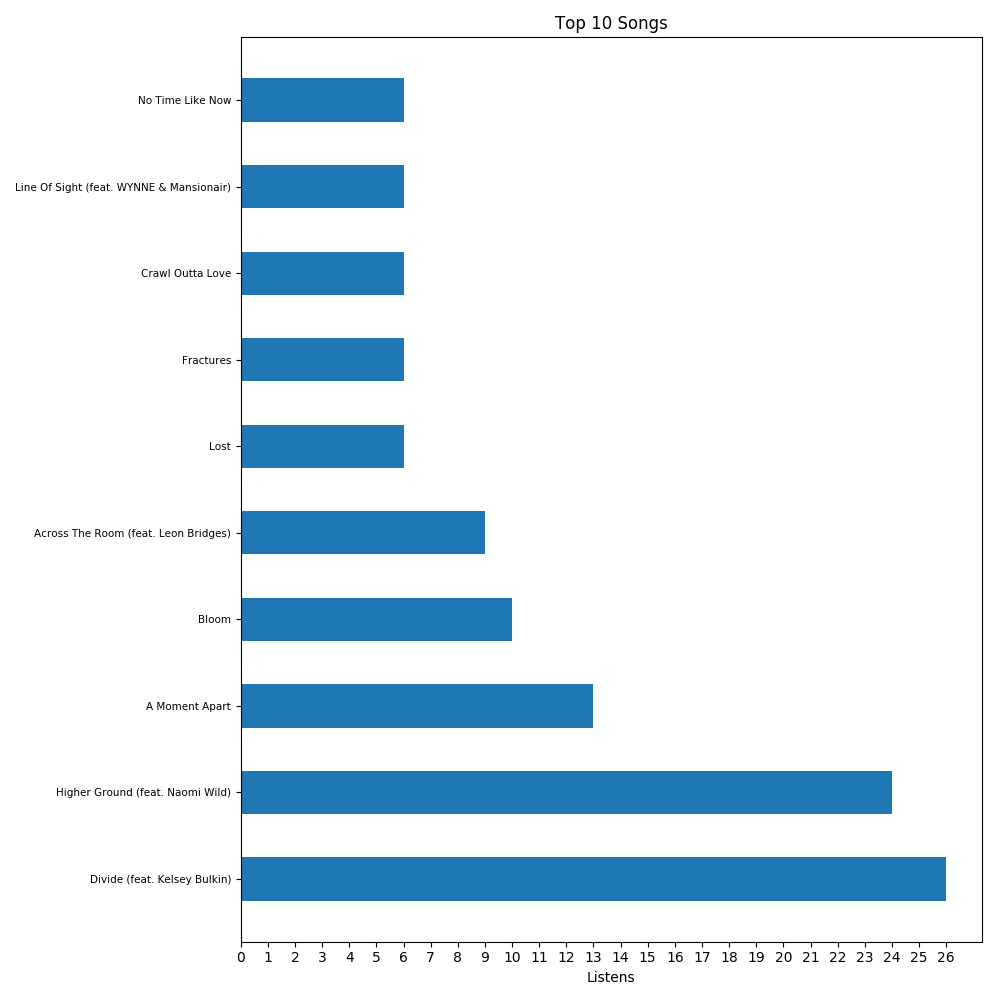 Top 10 Songs
No Time Like Now
Line Of Sight (feat. WYNNE & Mansionair)
Crawl Outta Love
Fractures
Lost
Across The Room (feat. Leon Bridges)
Bloom
A Moment Apart
Higher Ground (feat. Naomi Wild)
Divide (feat. Kelsey Bulkin)
0 1 2 3 4 5 6 7 8 9 10 11 12 13 14 15 16 17 18 19 20 21 22 23 24 25 26
Listens